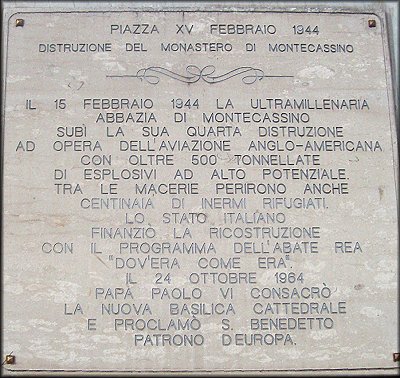 PIAZZA XV FEBBRAIO 1944
DISTRUZIONE DEL MONASTERO DI MONTECASSINO
IL 15 FEBBRAIO 1944 LA ULTRAMILLENARIA
ABBAZIA DI MONTECASSINO
SUBÌ LA SUA QUARTA DISTRUZIONE
AD OPERA DELL'AVIAZIONE ANGLO-AMERICANA
CON OLTRE 500 TONNELLATE
DI ESPLOSIVI AD ALTO POTENZIALE.
TRA LE MACERIE PERIRONO ANCHE
CENTINAIA DI INERMI RIFUGIATI.
LO STATO ITALIANO
FINANZIÒ LA RICOSTRUZIONE
CON IL PROGRAMMA DELL'ABATE REA
"DOV'ERA COME ERA".
IL 24 OTTOBRE 1964
PAPA PAOLO VI CONSACRÒ
LA NUOVA BASILICA CATTEDRALE
E PROCLAMÒ S. BENEDETTO
PATRONO D'EUROPA.